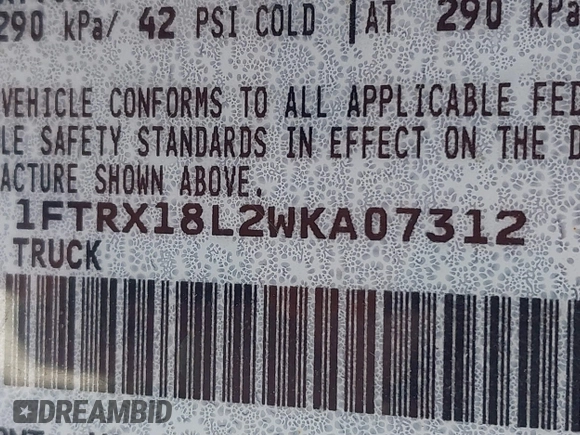 290 kPa/ 42 PSI COLD AT 290 kPa
VEHICLE CONFORMS TO ALL APPLICABLE FED
LE SAFETY STANDARDS IN EFFECT ON THE D
ACTURE SHOWN ABOVE.
1FTRX18L2WKA07312
TRUCK
DREAMBID